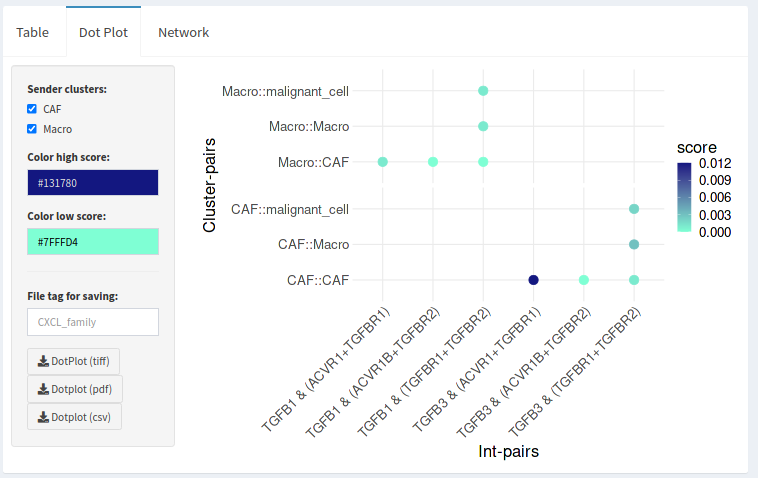 Table
Dot Plot
Network
Sender clusters:
CAF
Macro
Color high score:
#131780
Color low score:
#7FFFD4
File tag for saving:
CXCL_family
DotPlot (tiff)
Dotplot (pdf)
Dotplot (csv)
Cluster-pairs
Macro::malignant_cell
Macro::Macro
Macro::CAF
CAF::malignant_cell
CAF::Macro
CAF::CAF
TGFB1 & (ACVR1+TGFBR1)
TGFB1 & (ACVR1B+TGFBR2)
TGFB1 & (TGFBR1+TGFBR2)
TGFB3 & (ACVR1+TGFBR1)
TGFB3 & (ACVR1B+TGFBR2)
TGFB3 & (TGFBR1+TGFBR2)
Int-pairs
score
0.012
0.009
0.006
0.003
0.000